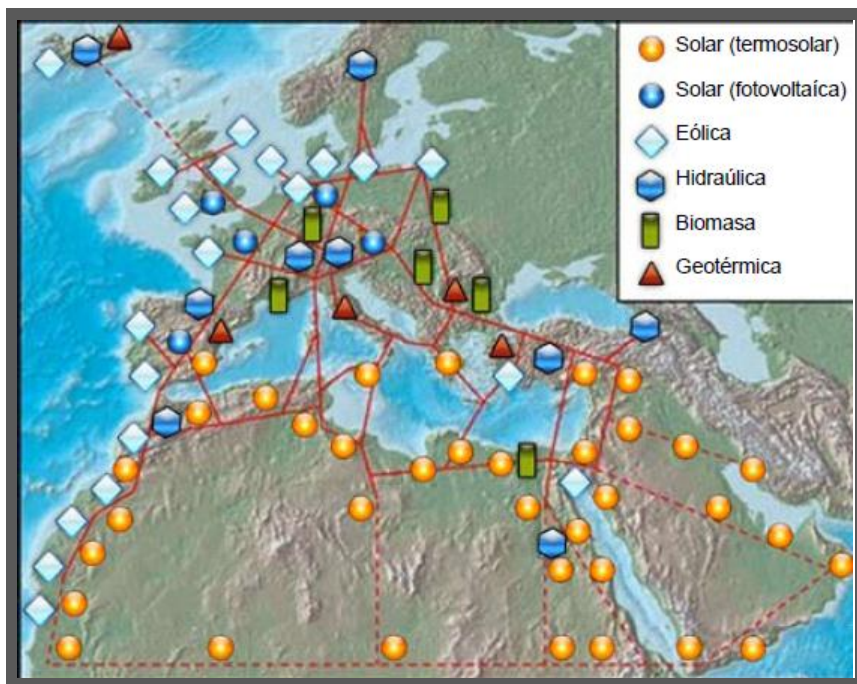 Solar (termosolar)
Solar (fotovoltaíca)
Eólica
Hidraúlica
Biomasa
Geotérmica